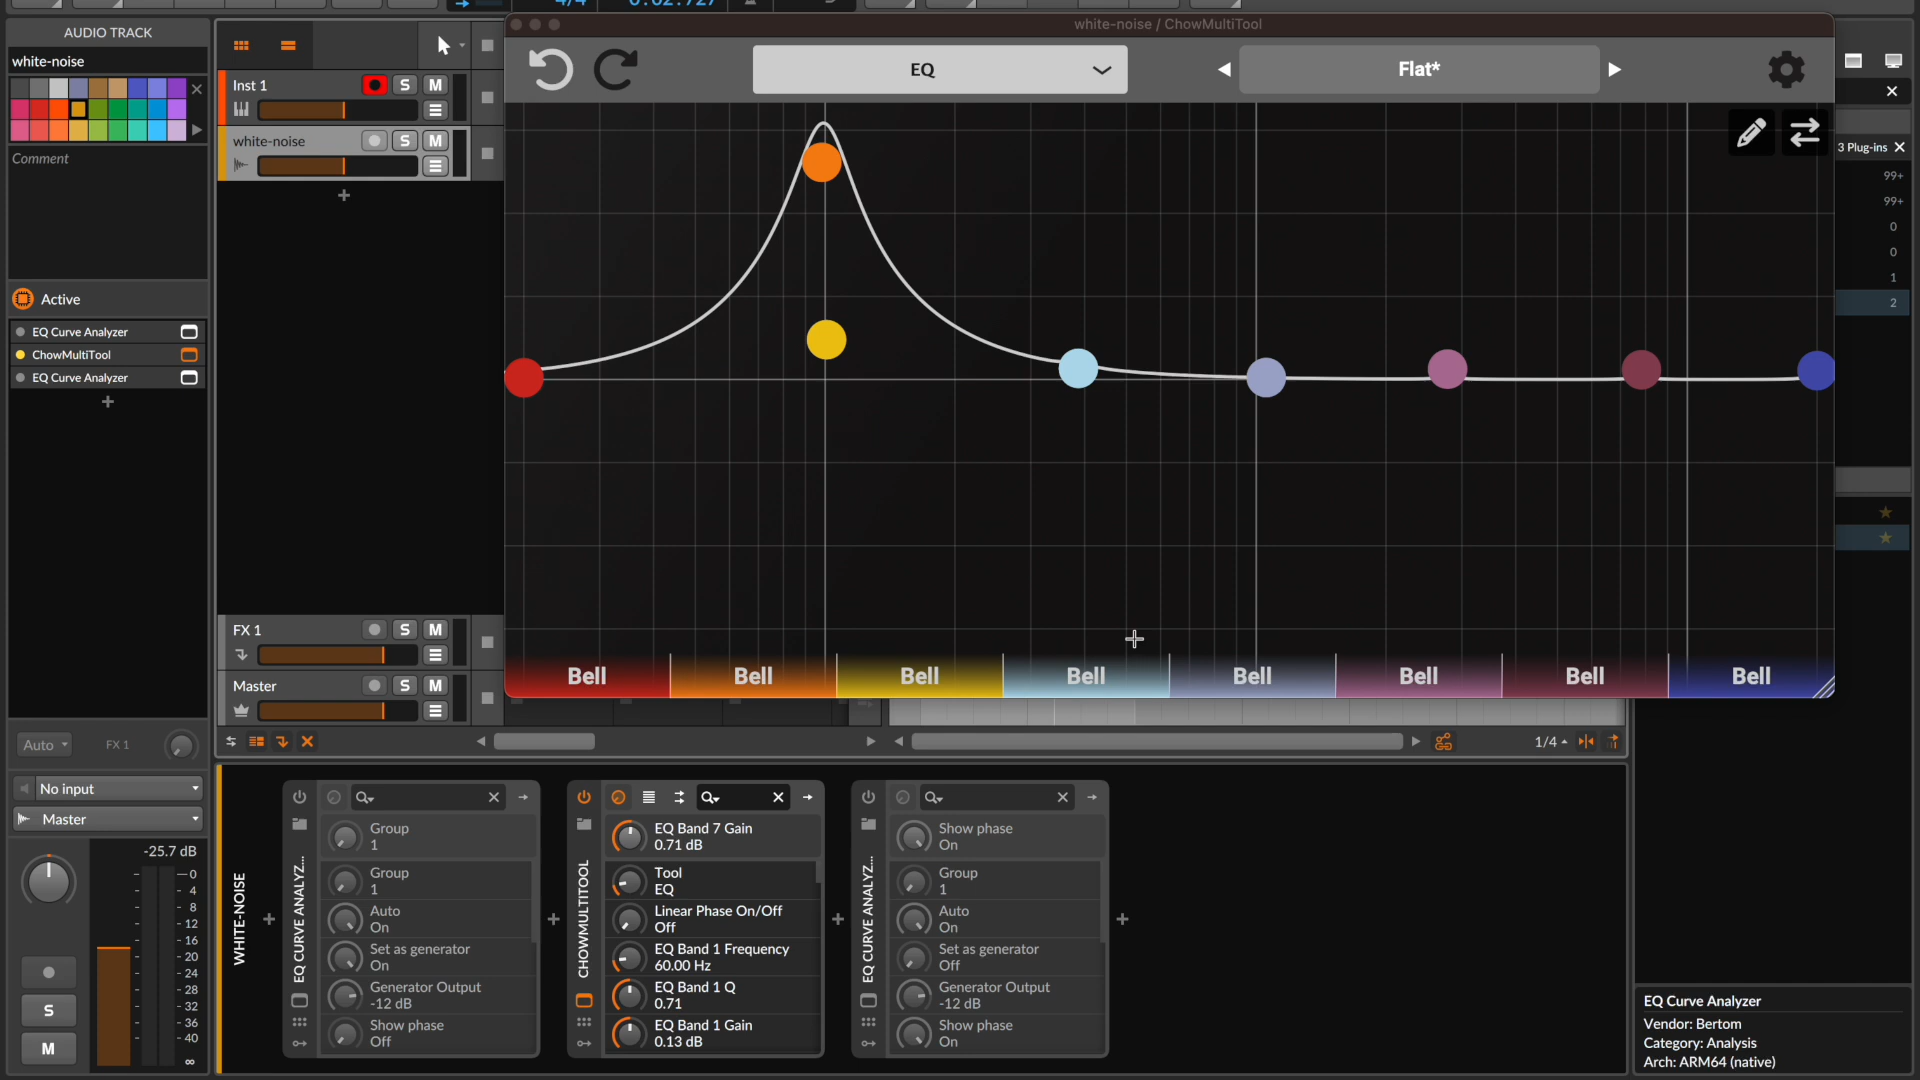 4/4
0:02.727
AUDIO TRACK
white-noise
Comment
Active
EQ Curve Analyzer
ChowMultiTool
EQ Curve Analyzer
+
Auto
FX 1
No input
Master
-25.7 dB
0
4
8
12
16
20
24
28
32
36
40
∞
S
M
Inst 1
S
M
white-noise
S
M
+
FX 1
S
M
Master
S
M
white-noise / ChowMultiTool
EQ
Flat*
Bell
Bell
Bell
Bell
Bell
Bell
Bell
Bell
3 Plug-ins
99+
99+
0
0
1
2
1/4
WHITE-NOISE
EQ CURVE ANALYZ...
Group
1
Group
1
Auto
On
Set as generator
On
Generator Output
-12 dB
Show phase
Off
CHOWMULTITOOL
EQ Band 7 Gain
0.71 dB
Tool
EQ
Linear Phase On/Off
Off
EQ Band 1 Frequency
60.00 Hz
EQ Band 1 Q
0.71
EQ Band 1 Gain
0.13 dB
EQ CURVE ANALYZ...
Show phase
On
Group
1
Auto
On
Set as generator
Off
Generator Output
-12 dB
Show phase
On
EQ Curve Analyzer
Vendor: Bertom
Category: Analysis
Arch: ARM64 (native)